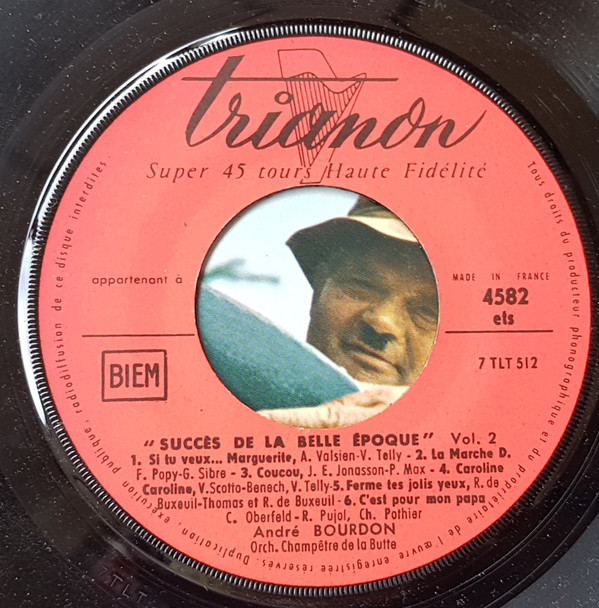 trianon
Super 45 tours Haute Fidélité
appartenant à
MADE IN FRANCE
4582
ets
BIEM
7 TLT 512
"SUCCÈS DE LA BELLE ÉPOQUE" Vol. 2
1. Si tu veux... Marguerite, A. Valsien-V. Telly - 2. La Marche D.
F. Popy-G. Sibre - 3. Coucou, J. E. Jonasson-P. Max - 4. Caroline
Caroline, V. Scotto-Benech, V. Telly-5. Ferme tes jolis yeux, R. de
Buxeuil-Thomas et R. de Buxeuil -6. C'est pour mon papa
C. Oberfeld-R. Pujol, Ch. Pothier
André BOURDON
Orch. Champêtre de la Butte
Tous droits du producteur phonographique et du propriétaire de l'œuvre enregistrée réservés. Duplication, exécution publique, radiodiffusion de ce disque interdites.
TLT